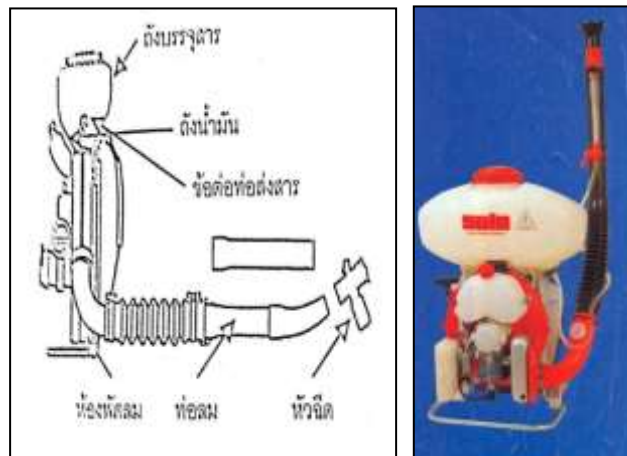 ถังบรรจุสาร
ถังน้ำมัน
ข้อต่อท่อส่งสาร
ห้องพัดลม ท่อลม หัวฉีด
solo